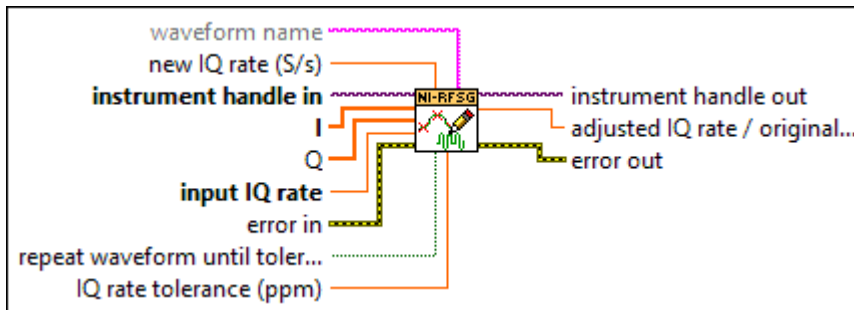 waveform name
new IQ rate (S/s)
instrument handle in
I
Q
input IQ rate
error in
repeat waveform until toler...
IQ rate tolerance (ppm)
NI-RFSG
instrument handle out
adjusted IQ rate / original...
error out